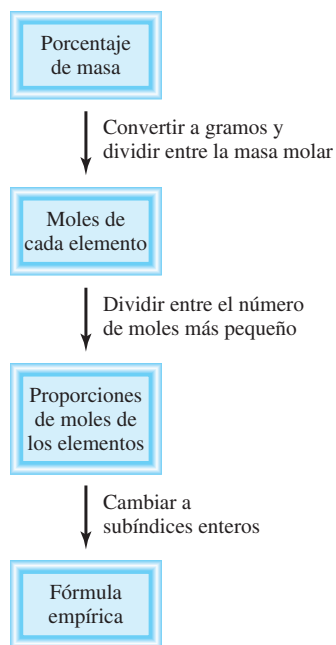 Porcentaje
de masa
Convertir a gramos y
dividir entre la masa molar
Moles de
cada elemento
Dividir entre el número
de moles más pequeño
Proporciones
de moles de
los elementos
Cambiar a
subíndices enteros
Fórmula
empírica